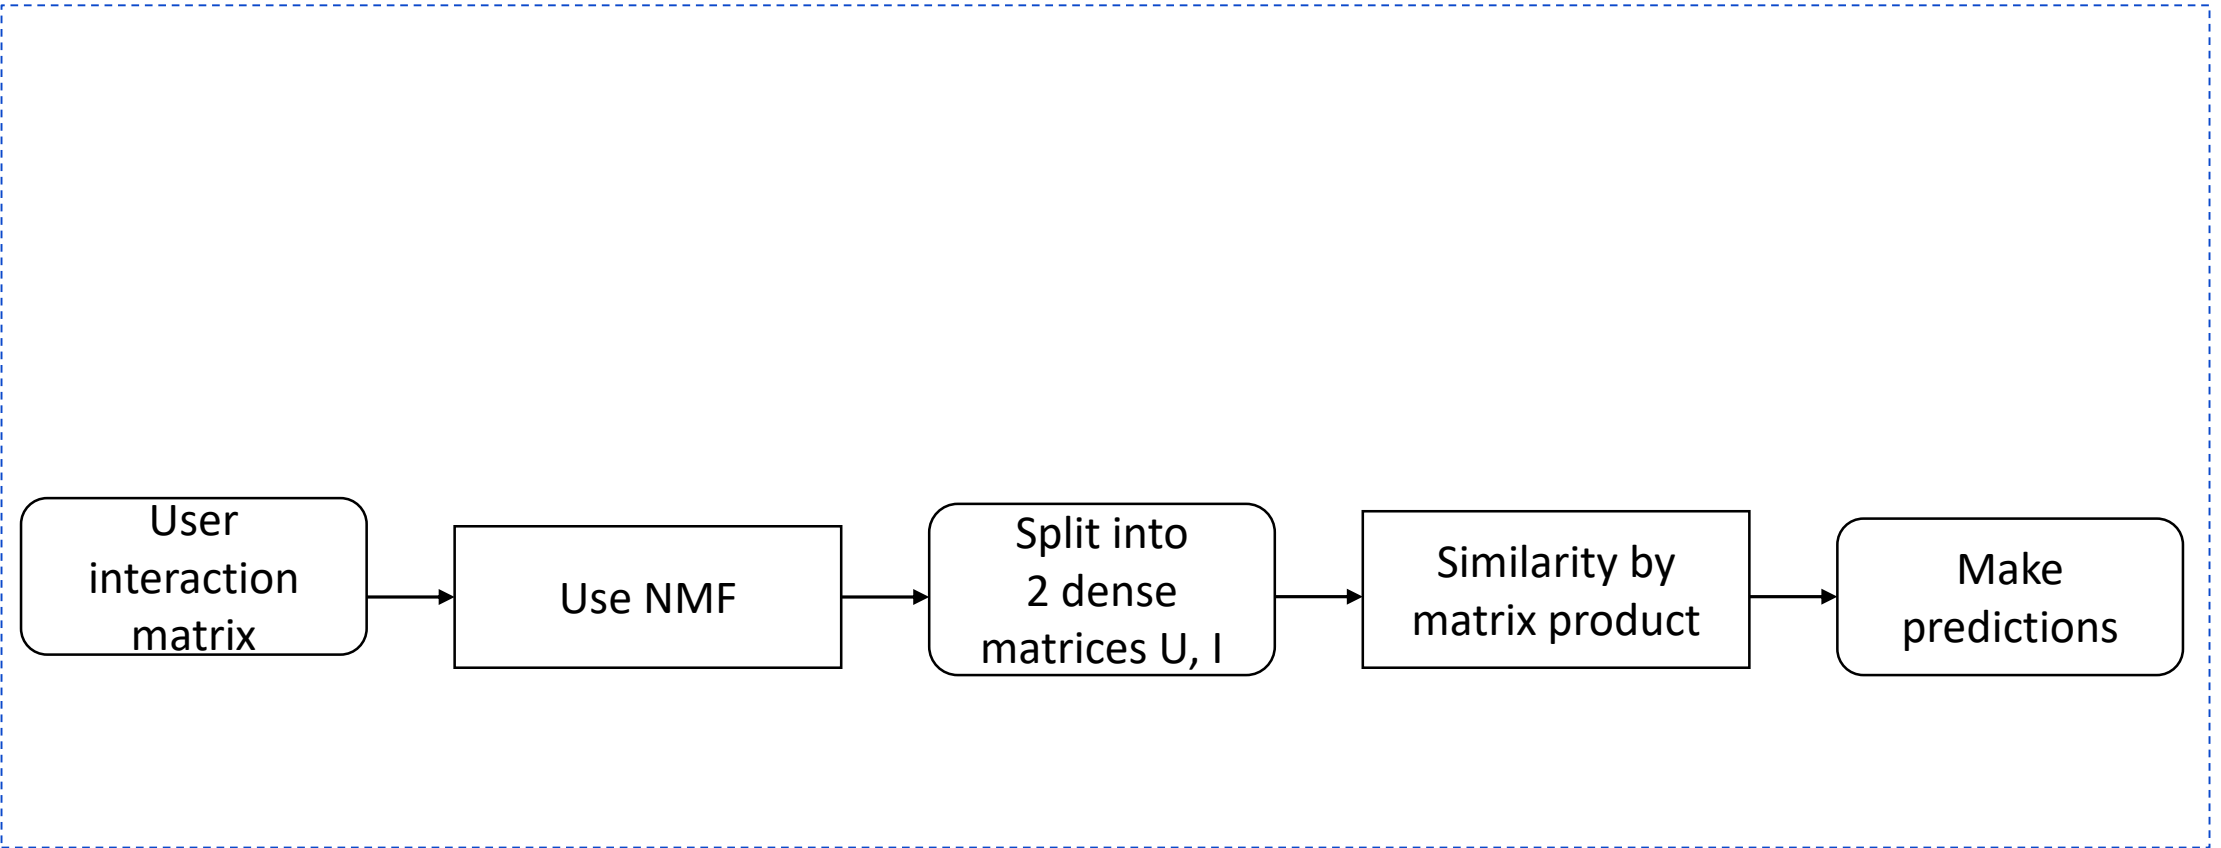 User
interaction
matrix
Use NMF
Split into
2 dense
matrices U, I
Similarity by
matrix product
Make
predictions